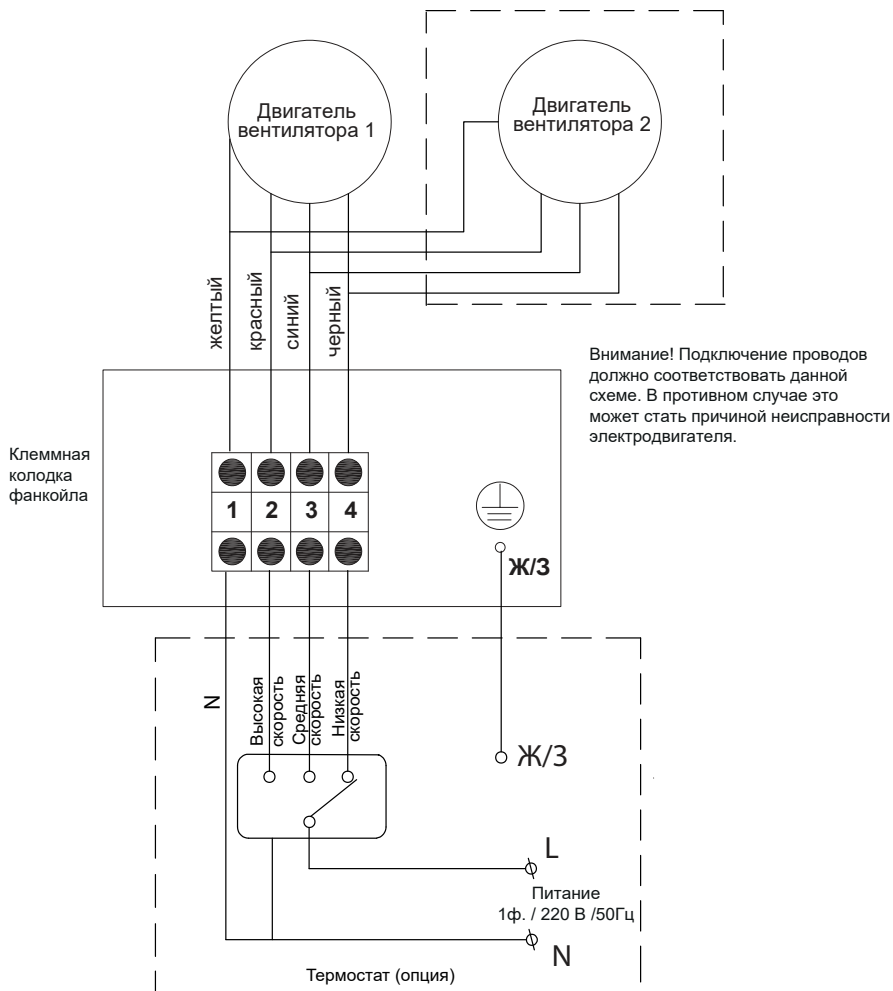 Двигатель
вентилятора 1
Двигатель
вентилятора 2
желтый
красный
синий
черный
Внимание! Подключение проводов
должно соответствовать данной
схеме. В противном случае это
может стать причиной неисправности
электродвигателя.
Клеммная
колодка
фанкойла
1 2 3 4
Ж/З
N
Высокая
скорость
Средняя
скорость
Низкая
скорость
Ж/З
L
Питание
1ф. / 220 В /50Гц
N
Термостат (опция)